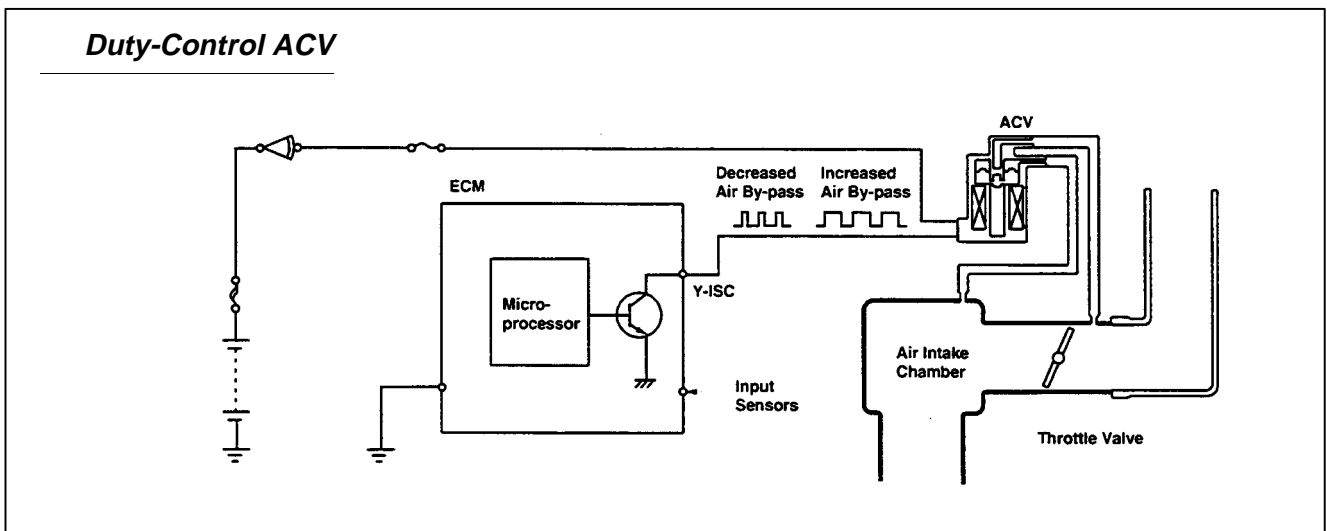 Duty-Control ACV
ACV
Decreased
Air By-pass
Increased
Air By-pass
ECM
Y-ISC
Micro-
processor
Input
Sensors
Air Intake
Chamber
Throttle Valve